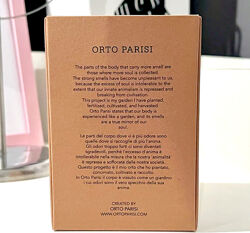 ORTO PARISI
The parts of the body that carry more smell are
those where more soul is collected.
The strong smells have become unpleasant to us,
because the excess of soul is intolerable to the
extent that our innate animalism is repressed and
breaking from civilisation.
This project is my garden I have planted,
fertilized, cultivated, and harvested.
Orto Parisi states that our body is
experienced like a garden, and its smells
are a true mirror of our
soul.
Le parti del corpo dove vi è più odore sono
quelle dove si raccoglie di più l'anima.
Gli odori troppo forti ci sono diventati
sgradevoli, perché l'eccesso d'anima è
intollerabile nella misura che la nostra animalità
è repressa e soffocata dalla nostra società.
Questo progetto è il mio orto che ho piantato,
concimato, coltivato e raccolto.
In Orto Parisi il corpo è vissuto come un giardino
cui odori sono il vero specchio della sua
anima.
CREATED BY
ORTO PARISI
WWW.ORTOPARISI.COM